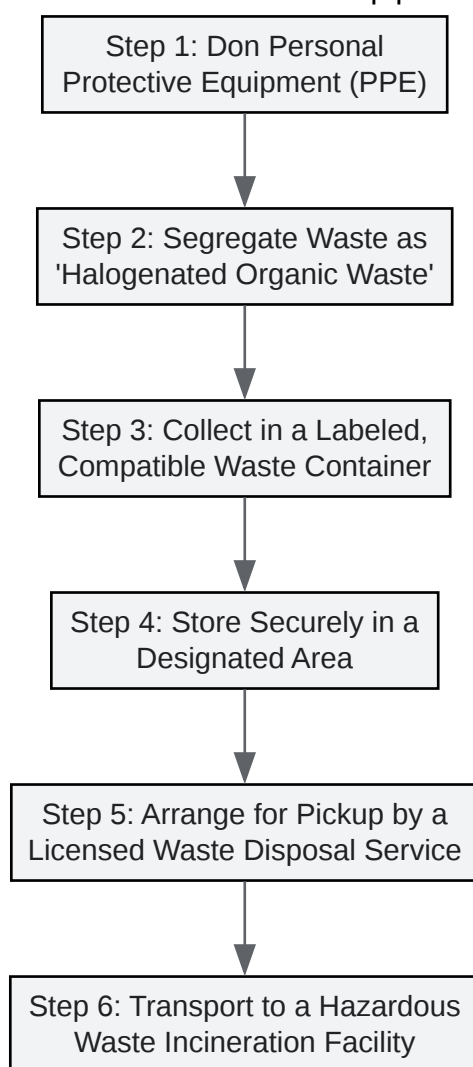 Step 1: Don Personal
Protective Equipment (PPE)
Step 2: Segregate Waste as
'Halogenated Organic Waste'
Step 3: Collect in a Labeled,
Compatible Waste Container
Step 4: Store Securely in a
Designated Area
Step 5: Arrange for Pickup by a
Licensed Waste Disposal Service
Step 6: Transport to a Hazardous
Waste Incineration Facility